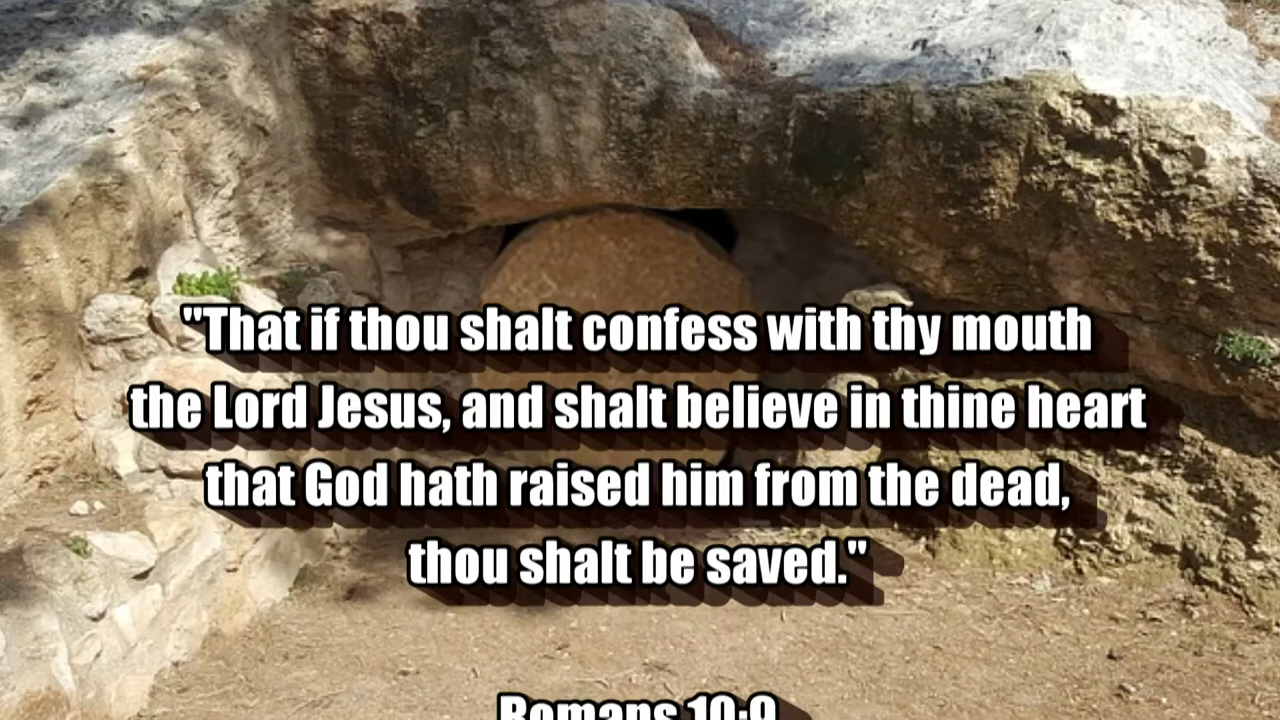 "That if thou shalt confess with thy mouth
the Lord Jesus, and shalt believe in thine heart
that God hath raised him from the dead,
thou shalt be saved."
Romans 10:9